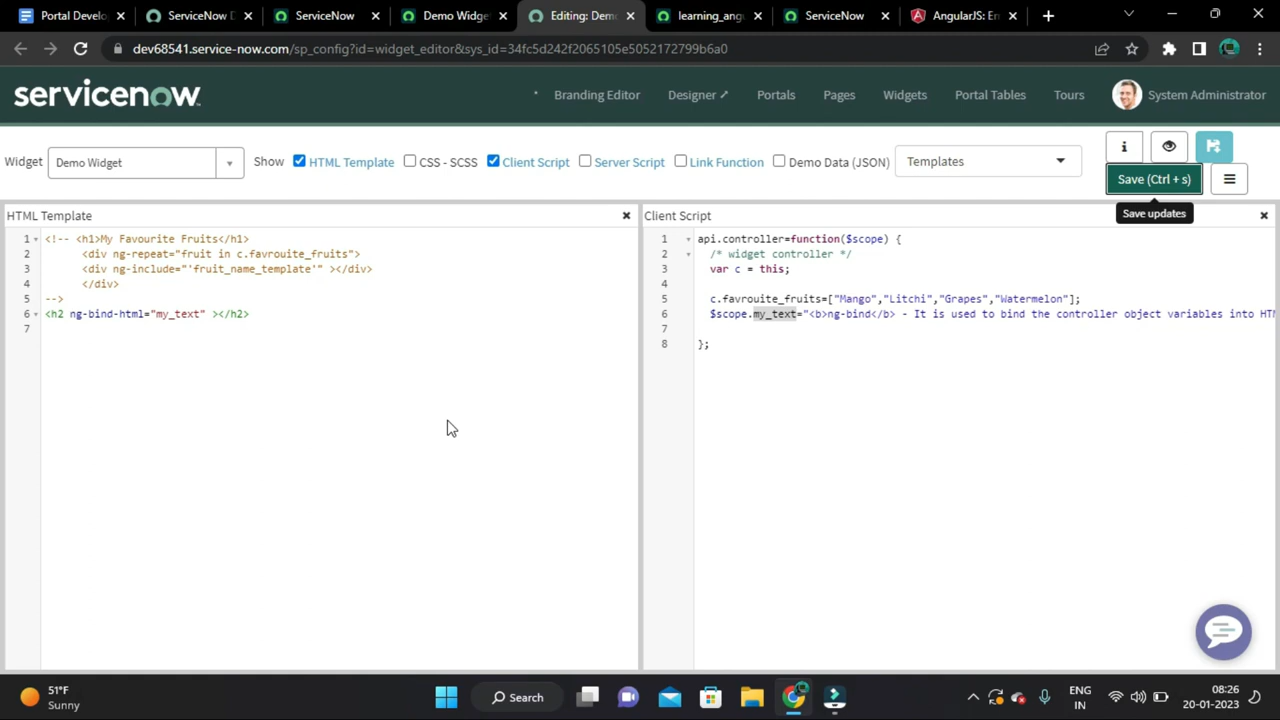 Portal Develo
ServiceNow D
ServiceNow
Demo Widge
Editing: Demo
learning_angu
ServiceNow
AngularJS: En
dev68541.service-now.com/sp_config?id=widget_editor&sys_id=34fc5d242f2065105e5052172799b6a0
servicenow
Branding Editor
Designer
Portals
Pages
Widgets
Portal Tables
Tours
System Administrator
Widget
Demo Widget
Show
HTML Template
CSS - SCSS
Client Script
Server Script
Link Function
Demo Data (JSON)
Templates
Save (Ctrl + s)
Save updates
HTML Template
1 <!-- <h1>My Favourite Fruits</h1>
2 <div ng-repeat="fruit in c.favrouite_fruits">
3 <div ng-include="'fruit_name_template'" ></div>
4 </div>
5 -->
6 <h2 ng-bind-html="my_text" ></h2>
7
Client Script
1 api.controller=function($scope) {
2 /* widget controller */
3 var c = this;
4
5 c.favrouite_fruits=["Mango","Litchi","Grapes","Watermelon"];
6 $scope.my_text="<b>ng-bind</b> - It is used to bind the controller object variables into HTM
7
8 };
51°F
Sunny
Search
ENG
IN
08:26
20-01-2023